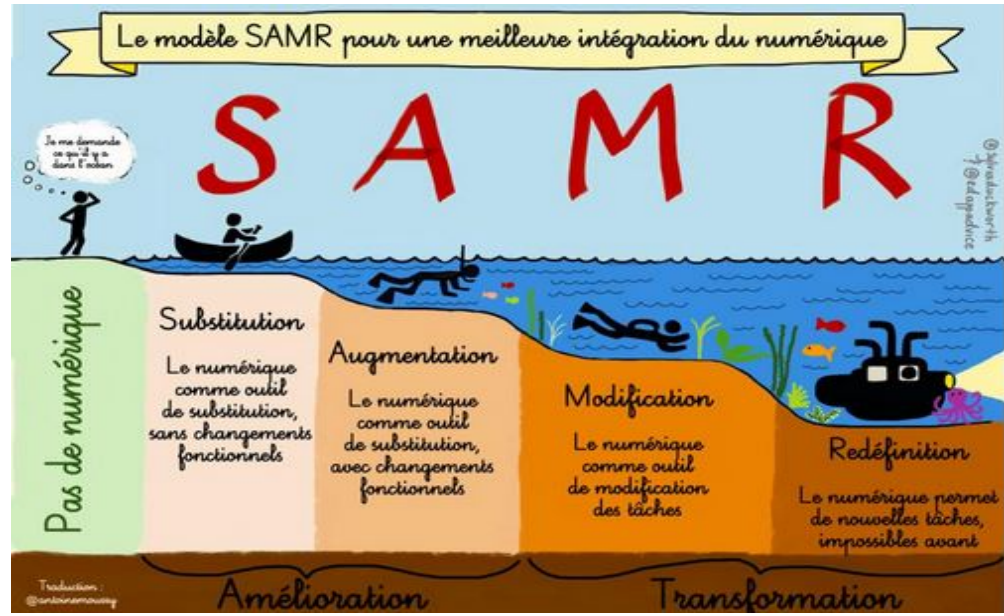 Le modèle SAMR pour une meilleure intégration du numérique
S A M R
Je me demande
ce qu'il y a
dans l'océan
@sylviaduckworth
@edappadvice
Pas de numérique
Substitution
Le numérique
comme outil
de substitution,
sans changements
fonctionnels
Augmentation
Le numérique
comme outil
de substitution,
avec changements
fonctionnels
Modification
Le numérique
comme outil
de modification
des tâches
Redéfinition
Le numérique permet
de nouvelles tâches,
impossibles avant
Traduction :
@antoinemoussy
Amélioration
Transformation